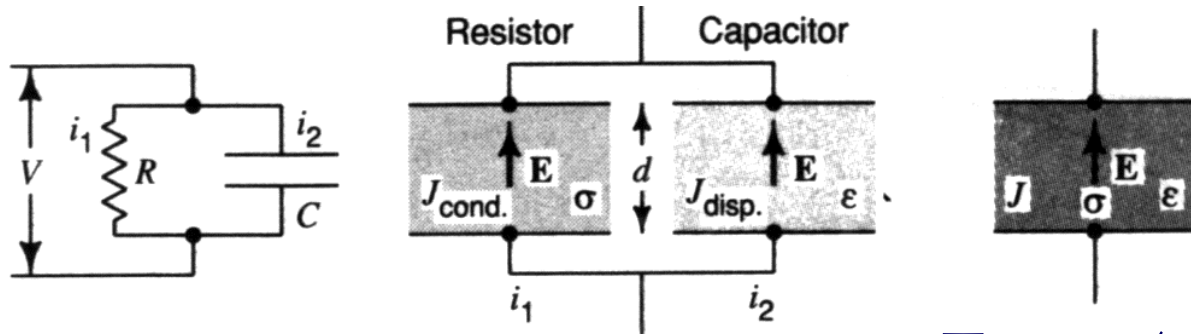 V
i₁
R
i₂
C
Resistor
Capacitor
E
J cond.
σ
i₁
d
E
J disp.
ε
i₂
E
J
σ
ε